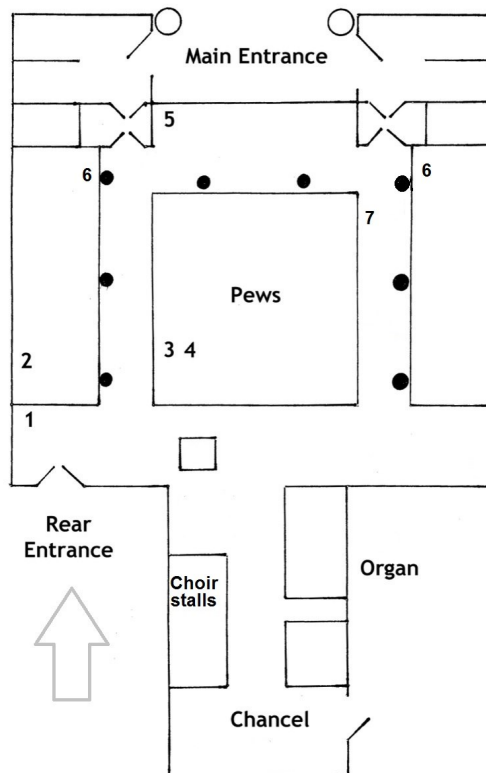 Main Entrance
5
6
6
7
Pews
3 4
2
1
Rear
Entrance
Choir
stalls
Organ
Chancel